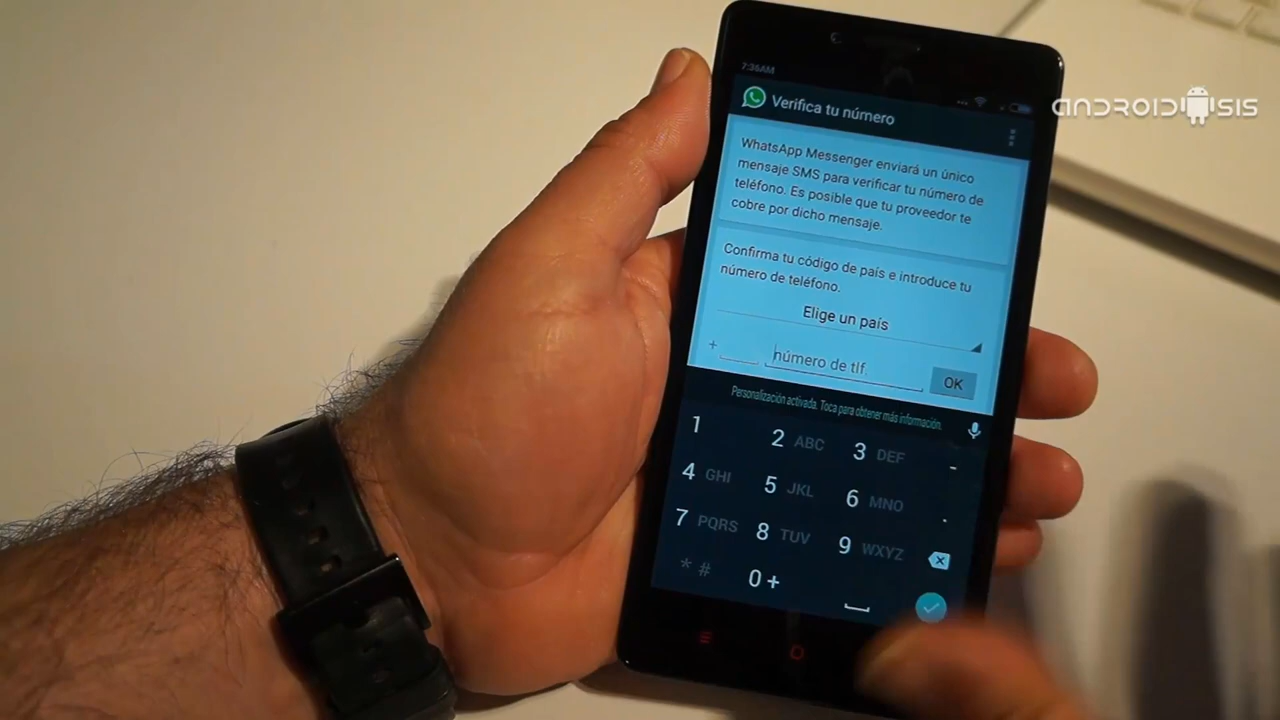 7:36AM
ANDROIDSIS
Verifica tu número
WhatsApp Messenger enviará un único
mensaje SMS para verificar tu número de
teléfono. Es posible que tu proveedor te
cobre por dicho mensaje.
Confirma tu código de país e introduce tu
número de teléfono.
Elige un país
+
número de tlf.
OK
Personalización activada. Toca para obtener más información.
1
2 ABC
3 DEF
-
4 GHI
5 JKL
6 MNO
.
7 PQRS
8 TUV
9 WXYZ
* #
0 +